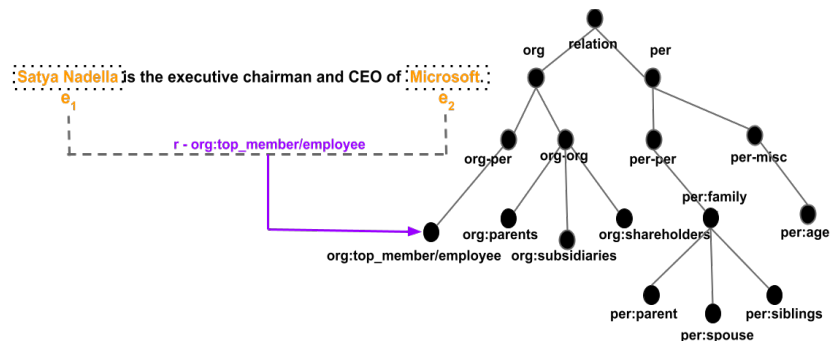 relation
org
per
Satya Nadella is the executive chairman and CEO of Microsoft.
e1
e2
r - org:top_member/employee
org-per
org-org
per-per
per-misc
per:family
org:parents
org:shareholders
per:age
org:top_member/employee
org:subsidiaries
per:parent
per:siblings
per:spouse